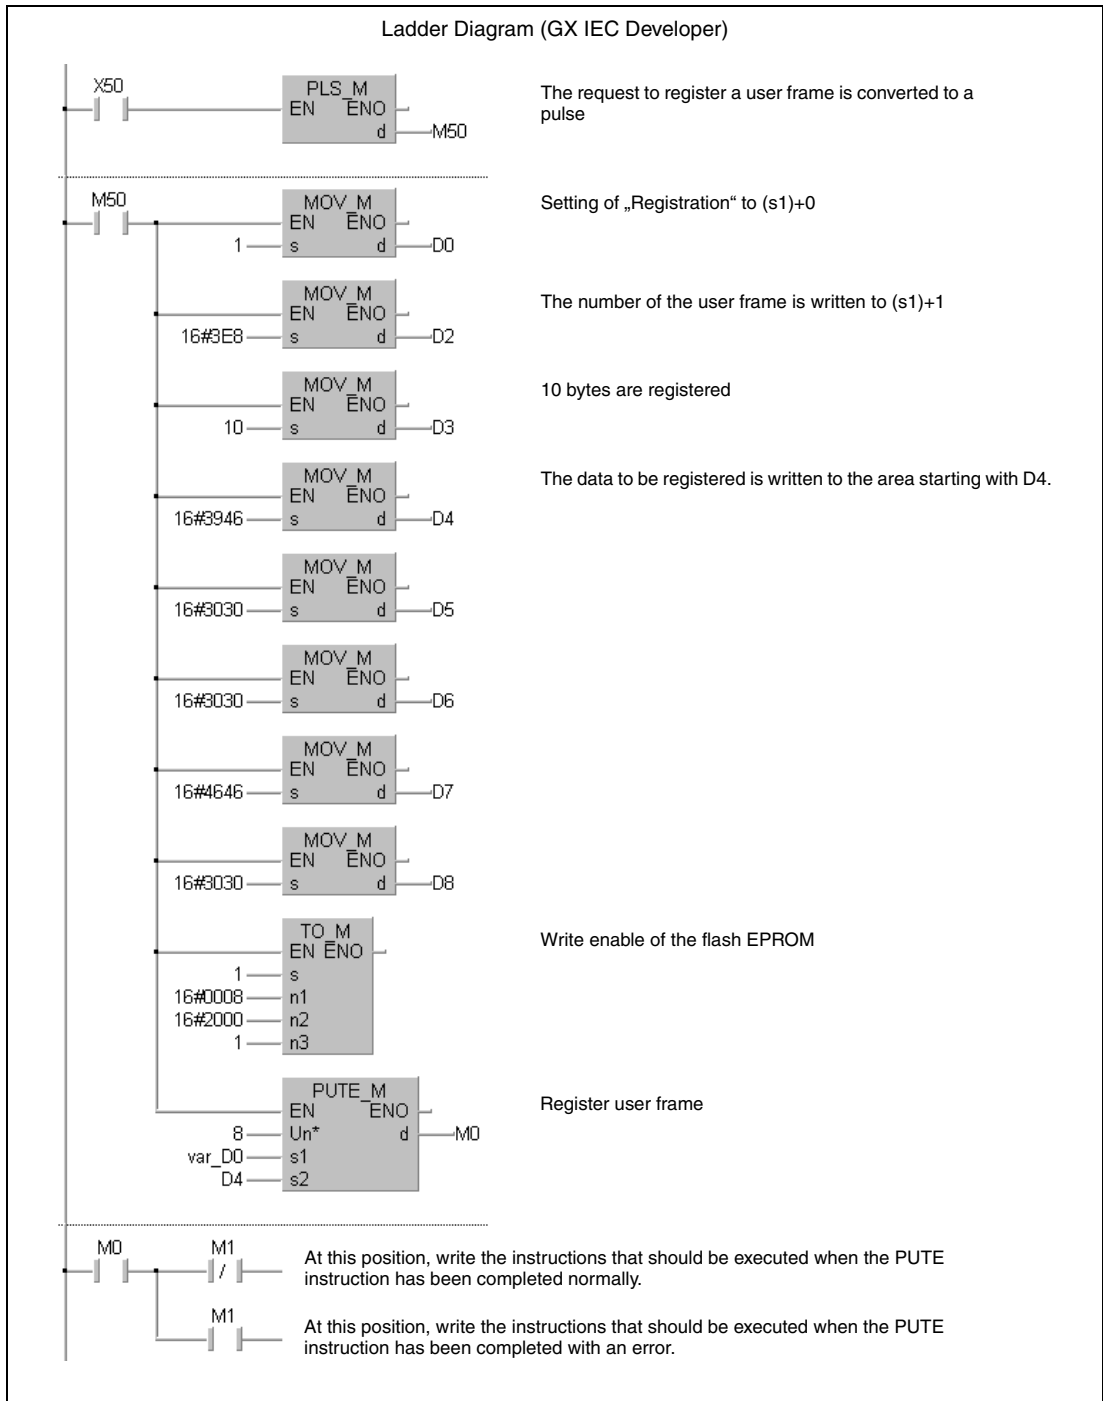 Ladder Diagram (GX IEC Developer)
X50
PLS_M
EN ENO
d
M50
The request to register a user frame is converted to a
pulse
M50
MOV_M
EN ENO
1 s d D0
Setting of „Registration“ to (s1)+0
MOV_M
EN ENO
16#3E8 s d D2
The number of the user frame is written to (s1)+1
MOV_M
EN ENO
10 s d D3
10 bytes are registered
MOV_M
EN ENO
16#3946 s d D4
The data to be registered is written to the area starting with D4.
MOV_M
EN ENO
16#3030 s d D5
MOV_M
EN ENO
16#3030 s d D6
MOV_M
EN ENO
16#4646 s d D7
MOV_M
EN ENO
16#3030 s d D8
TO_M
EN ENO
1 s
16#0008 n1
16#2000 n2
1 n3
Write enable of the flash EPROM
PUTE_M
EN ENO
8 Un* d M0
var_D0 s1
D4 s2
Register user frame
M0 M1
At this position, write the instructions that should be executed when the PUTE
instruction has been completed normally.
M1
At this position, write the instructions that should be executed when the PUTE
instruction has been completed with an error.